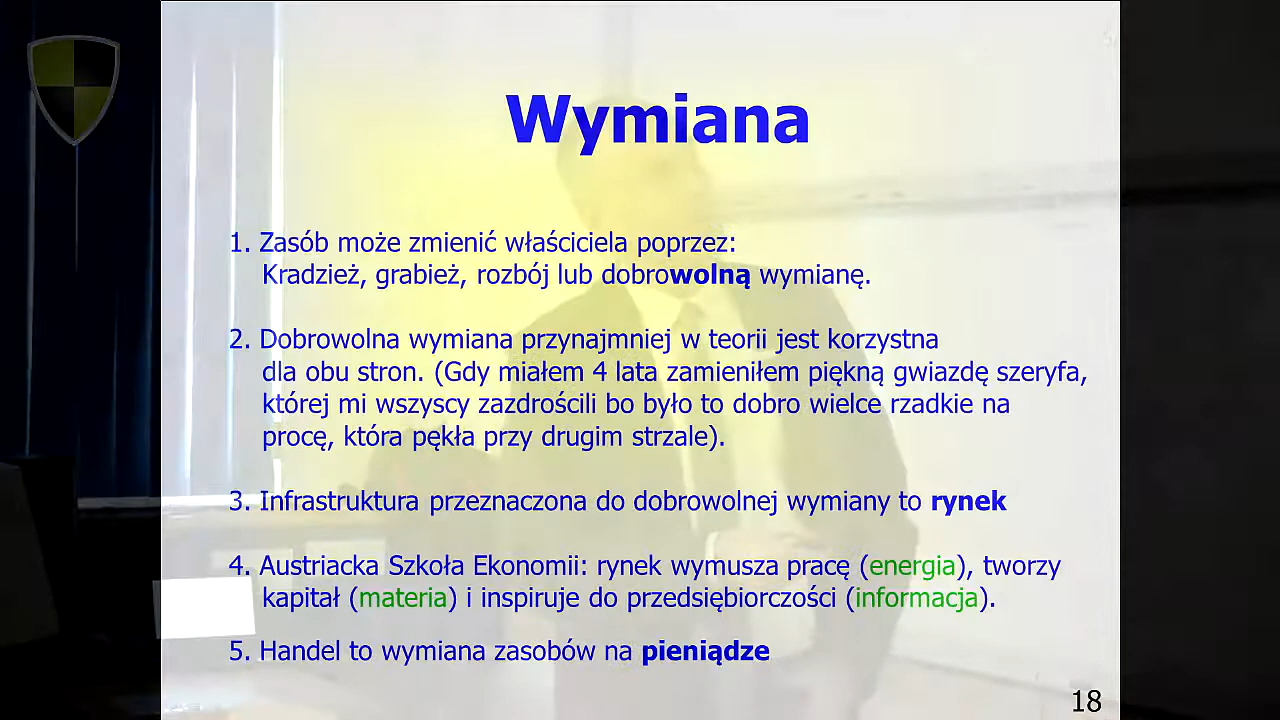 Wymiana
1. Zasób może zmienić właściciela poprzez:
Kradzież, grabież, rozbój lub dobrowolną wymianę.
2. Dobrowolna wymiana przynajmniej w teorii jest korzystna
dla obu stron. (Gdy miałem 4 lata zamieniłem piękną gwiazdę szeryfa,
której mi wszyscy zazdrościli bo było to dobro wielce rzadkie na
procę, która pękła przy drugim strzale).
3. Infrastruktura przeznaczona do dobrowolnej wymiany to rynek
4. Austriacka Szkoła Ekonomii: rynek wymusza pracę (energia), tworzy
kapitał (materia) i inspiruje do przedsiębiorczości (informacja).
5. Handel to wymiana zasobów na pieniądze
18